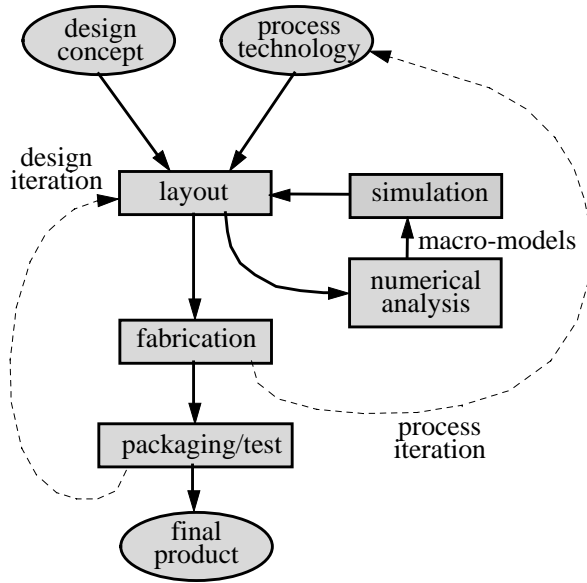 design
concept
process
technology
design
iteration
layout
simulation
macro-models
numerical
analysis
fabrication
process
iteration
packaging/test
final
product